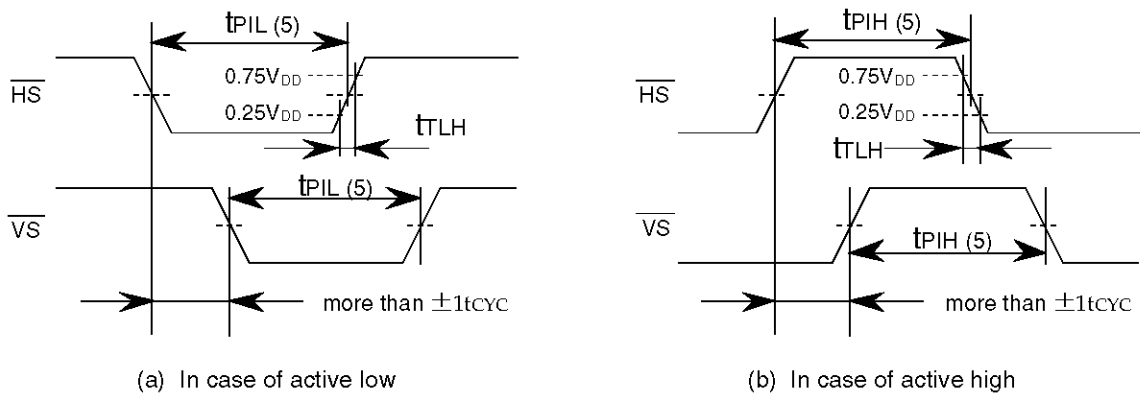 tPIL (5)
HS
0.75VDD
0.25VDD
tTLH
tPIL (5)
VS
more than ±1tCYC
(a) In case of active low
tPIH (5)
HS
0.75VDD
0.25VDD
tTLH
VS
tPIH (5)
more than ±1tCYC
(b) In case of active high